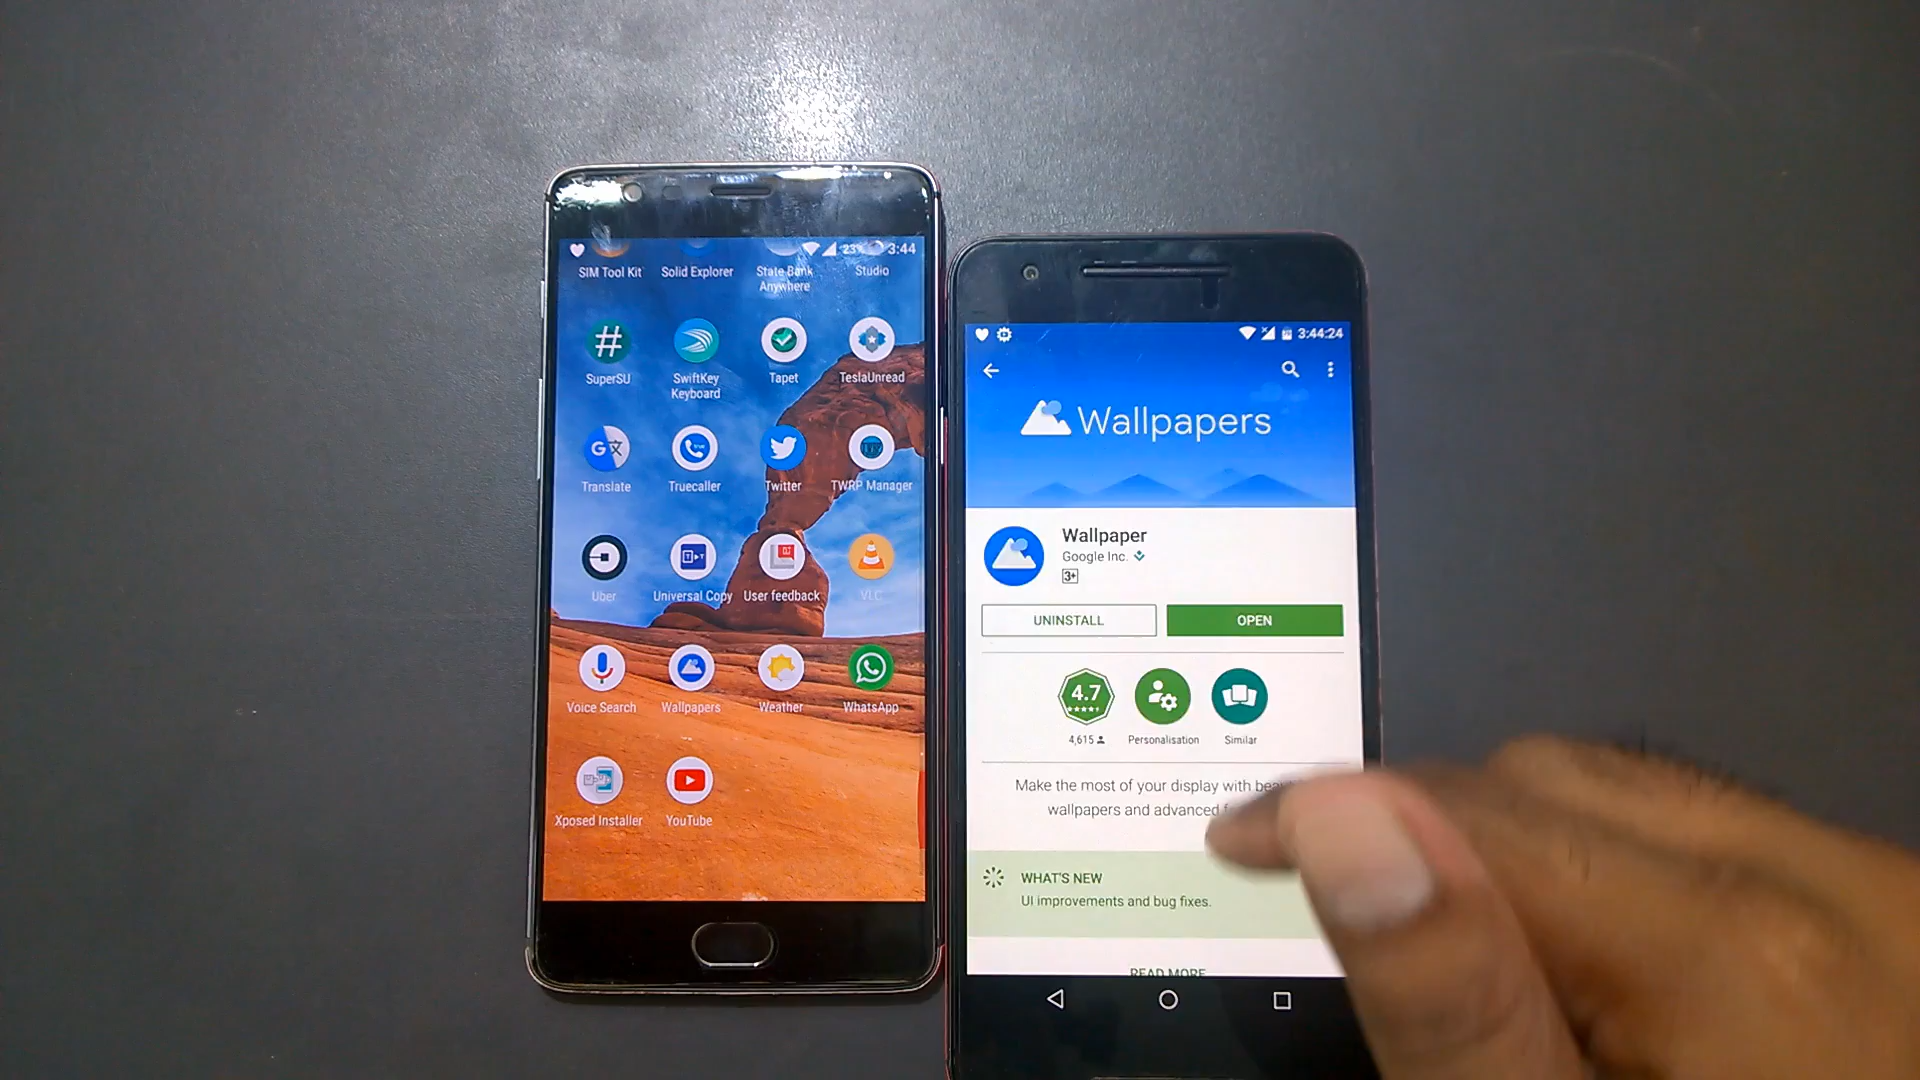 23% 3:44
SIM Tool Kit Solid Explorer State Bank Studio
Anywhere
SuperSU SwiftKey Tapet TeslaUnread
Keyboard
Translate Truecaller Twitter TWRP Manager
Uber Universal Copy User feedback VLC
Voice Search Wallpapers Weather WhatsApp
Xposed Installer YouTube
3:44:24
Wallpapers
Wallpaper
Google Inc.
3+
UNINSTALL OPEN
4.7
4,615 Personalisation Similar
Make the most of your display with
wallpapers and advanced
WHAT'S NEW
UI improvements and bug fixes.
READ MORE